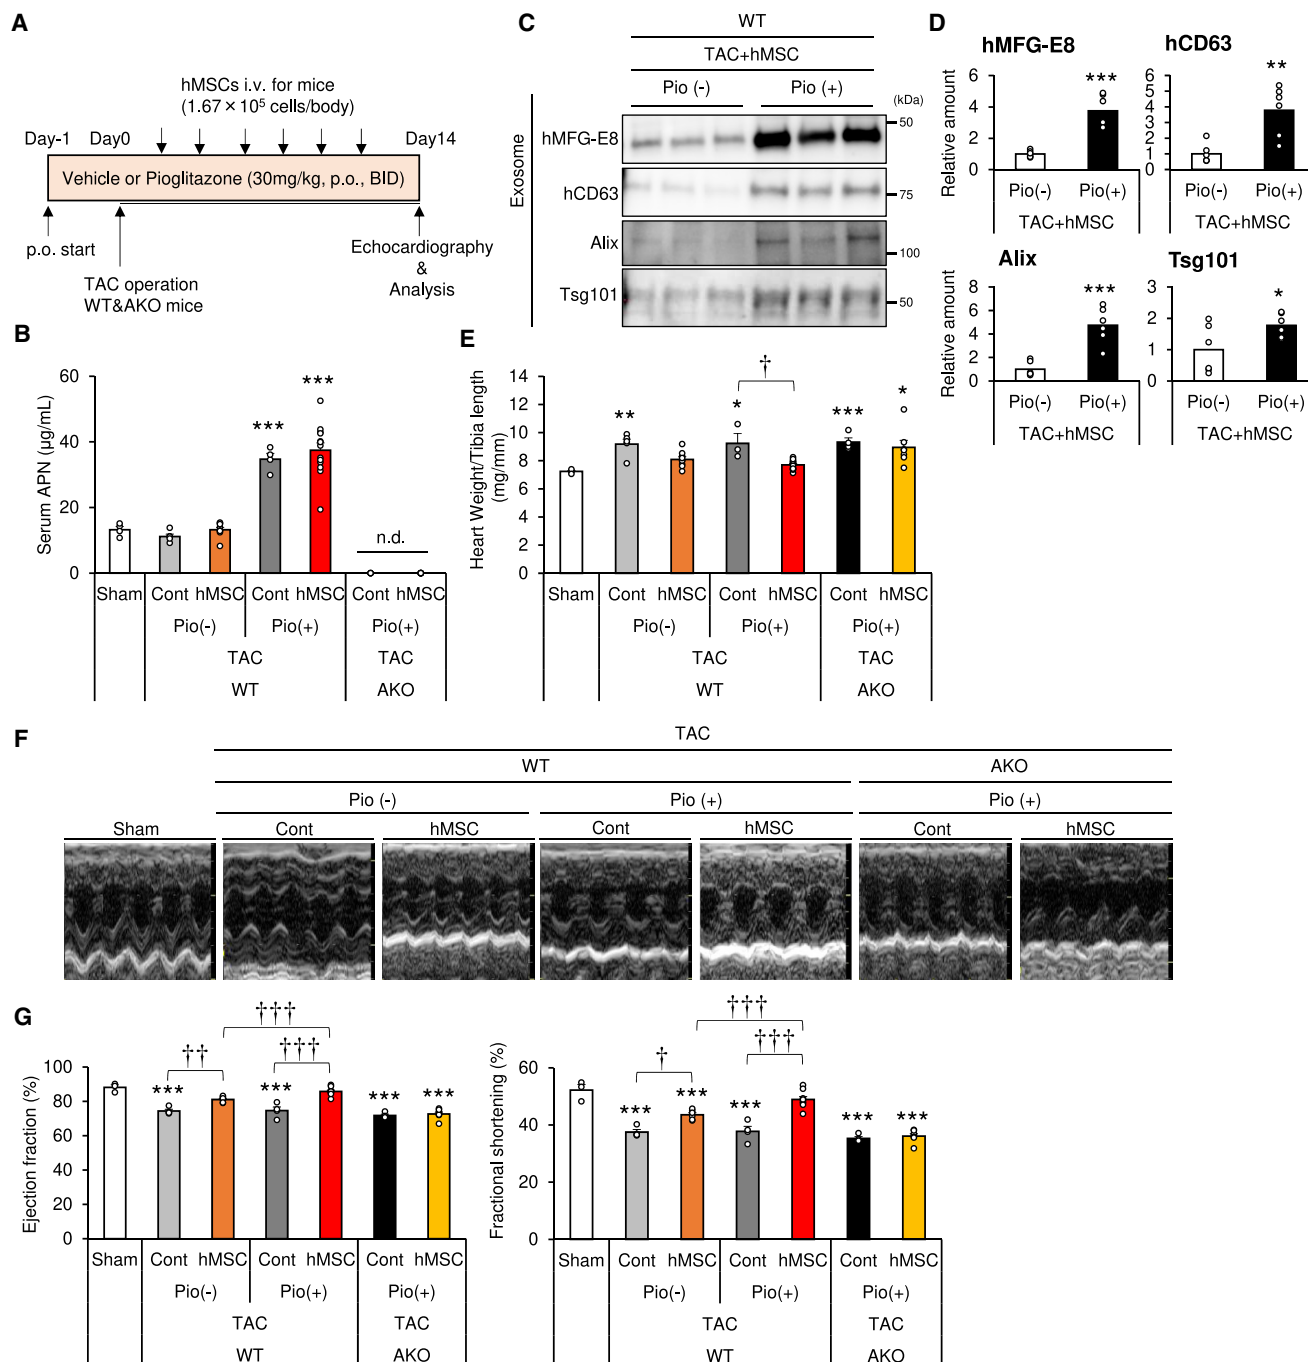 A
hMSCs i.v. for mice
(1.67×10⁵ cells/body)
Day-1 Day0 Day14
Vehicle or Pioglitazone (30mg/kg, p.o., BID)
p.o. start
TAC operation
WT&AKO mice
Echocardiography
&
Analysis
B
Serum APN (µg/mL)
60
40
20
0
*** ***
n.d.
Sham Cont hMSC Cont hMSC Cont hMSC
Pio(-) Pio(+) Pio(+)
TAC TAC
WT AKO
C
WT
TAC+hMSC
Pio (-) Pio (+)
(kDa)
Exosome
hMFG-E8 50
hCD63 75
Alix 100
Tsg101 50
D
hMFG-E8
Relative amount
6
4
2
0
***
Pio(-) Pio(+)
TAC+hMSC
hCD63
6
5
4
3
2
1
0
**
Pio(-) Pio(+)
TAC+hMSC
Alix
Relative amount
8
6
4
2
0
***
Pio(-) Pio(+)
TAC+hMSC
Tsg101
3
2
1
0
*
Pio(-) Pio(+)
TAC+hMSC
E
Heart Weight/Tibia length
(mg/mm)
14
12
10
8
6
4
2
0
†
** * *** *
Sham Cont hMSC Cont hMSC Cont hMSC
Pio(-) Pio(+) Pio(+)
TAC TAC
WT AKO
F
TAC
WT AKO
Pio (-) Pio (+) Pio (+)
Sham Cont hMSC Cont hMSC Cont hMSC
G
Ejection fraction (%)
100
80
60
40
20
0
†††
†† †††
*** *** *** ***
Sham Cont hMSC Cont hMSC Cont hMSC
Pio(-) Pio(+) Pio(+)
TAC TAC
WT AKO
Fractional shortening (%)
60
40
20
0
†††
† †††
*** *** *** *** ***
Sham Cont hMSC Cont hMSC Cont hMSC
Pio(-) Pio(+) Pio(+)
TAC TAC
WT AKO